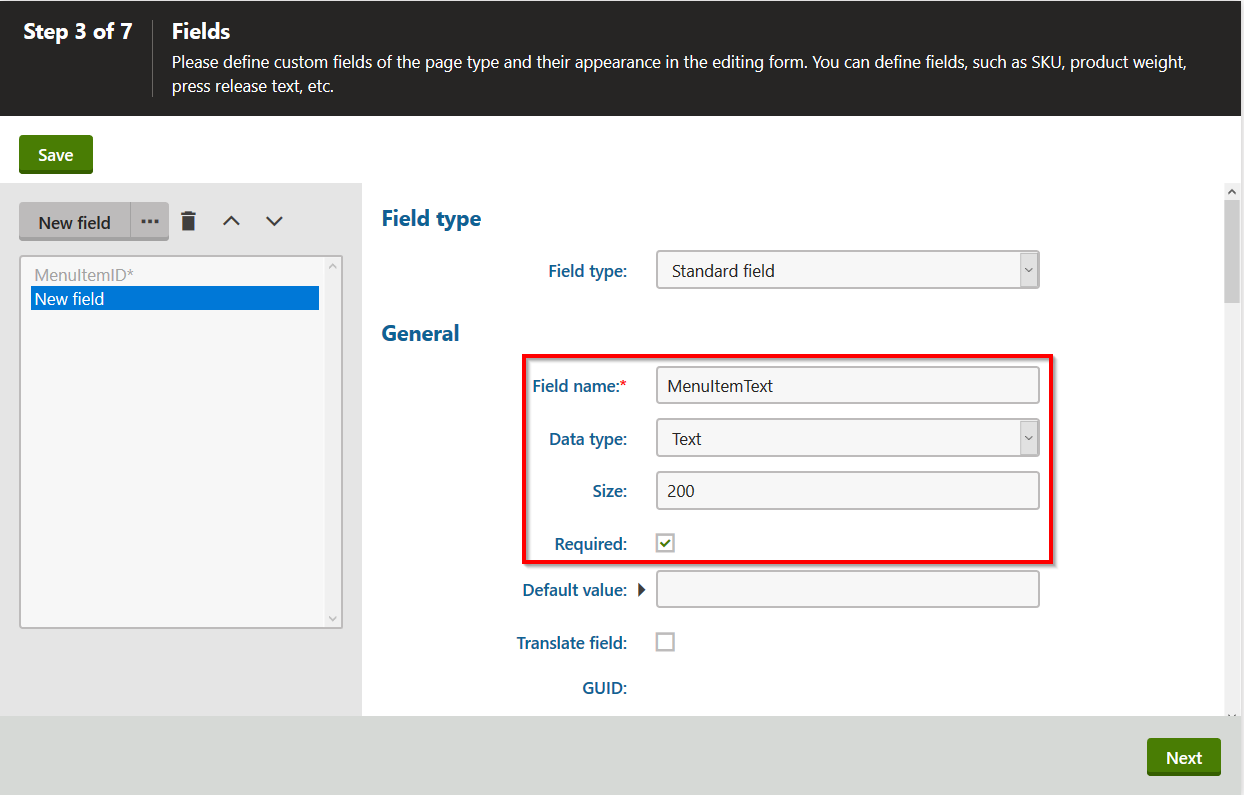 Step 3 of 7
Fields
Please define custom fields of the page type and their appearance in the editing form. You can define fields, such as SKU, product weight,
press release text, etc.
Save
New field ···
MenuItemID*
New field
Field type
Field type: Standard field
General
Field name:* MenuItemText
Data type: Text
Size: 200
Required:
Default value:
Translate field:
GUID:
Next